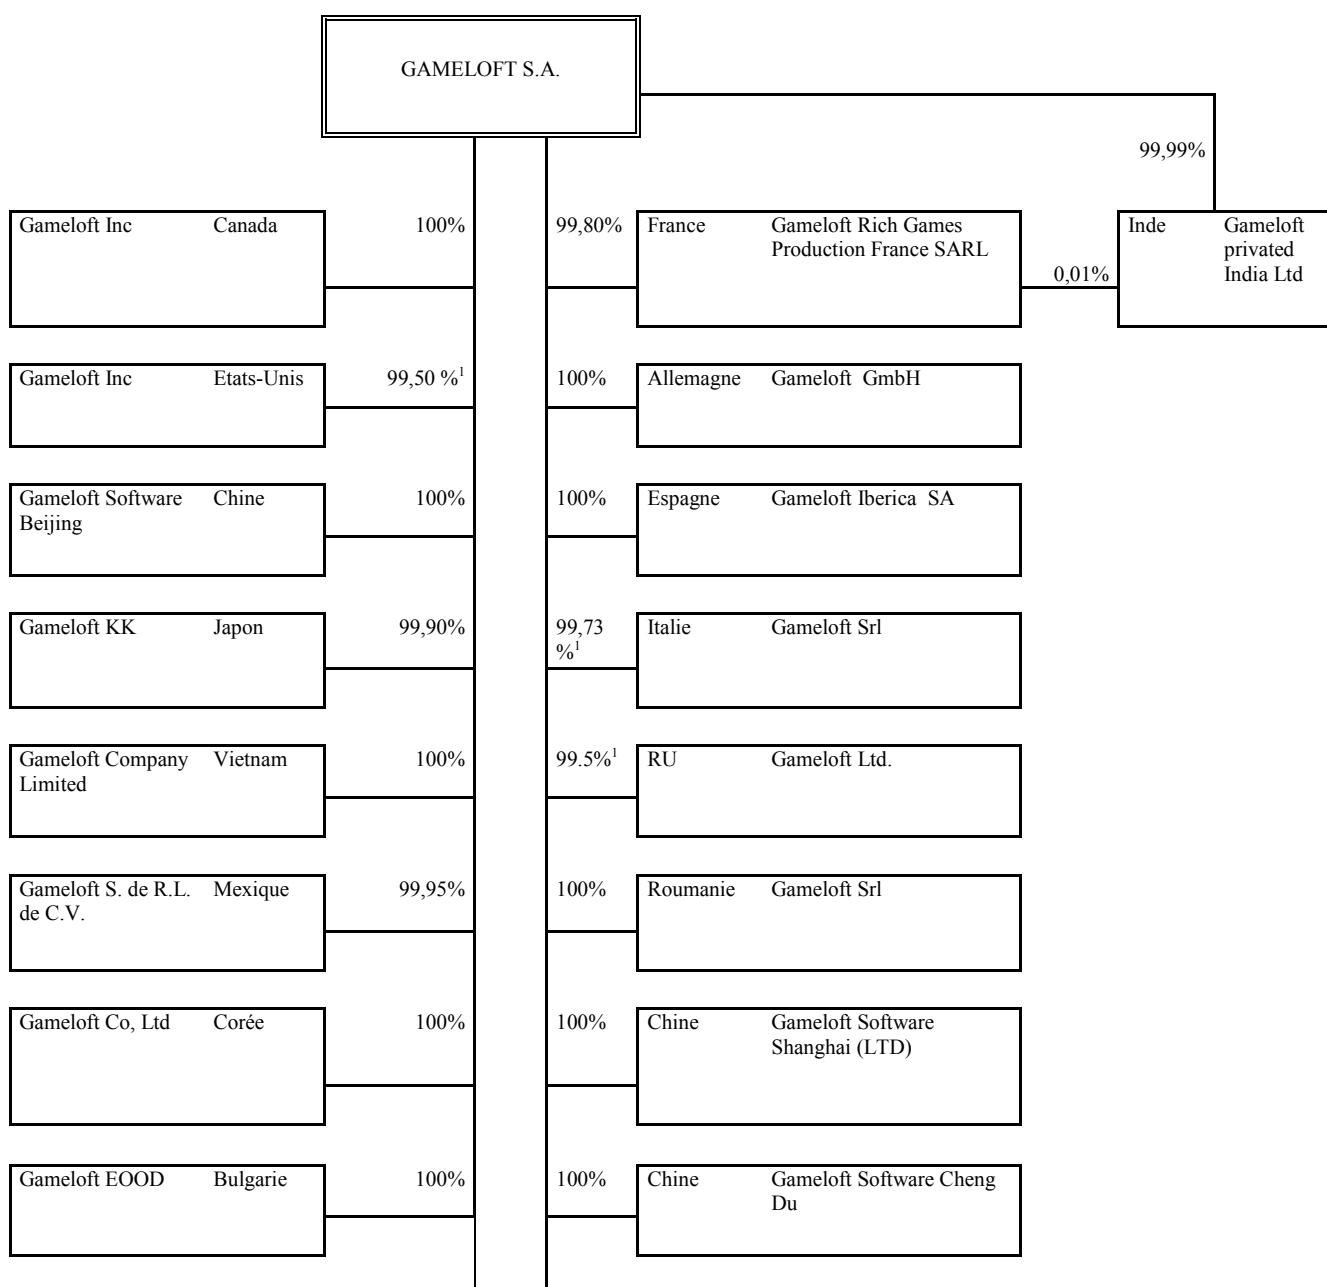 GAMELOFT S.A.
99,99%
Gameloft Inc Canada 100% 99,80% France Gameloft Rich Games Inde Gameloft
Production France SARL privated
0,01% India Ltd
Gameloft Inc Etats-Unis 99,50 %1 100% Allemagne Gameloft GmbH
Gameloft Software Chine 100% 100% Espagne Gameloft Iberica SA
Beijing
Gameloft KK Japon 99,90% 99,73 Italie Gameloft Srl
%1
Gameloft Company Vietnam 100% 99.5%1 RU Gameloft Ltd.
Limited
Gameloft S. de R.L. Mexique 99,95% 100% Roumanie Gameloft Srl
de C.V.
Gameloft Co, Ltd Corée 100% 100% Chine Gameloft Software
Shanghai (LTD)
Gameloft EOOD Bulgarie 100% 100% Chine Gameloft Software Cheng
Du